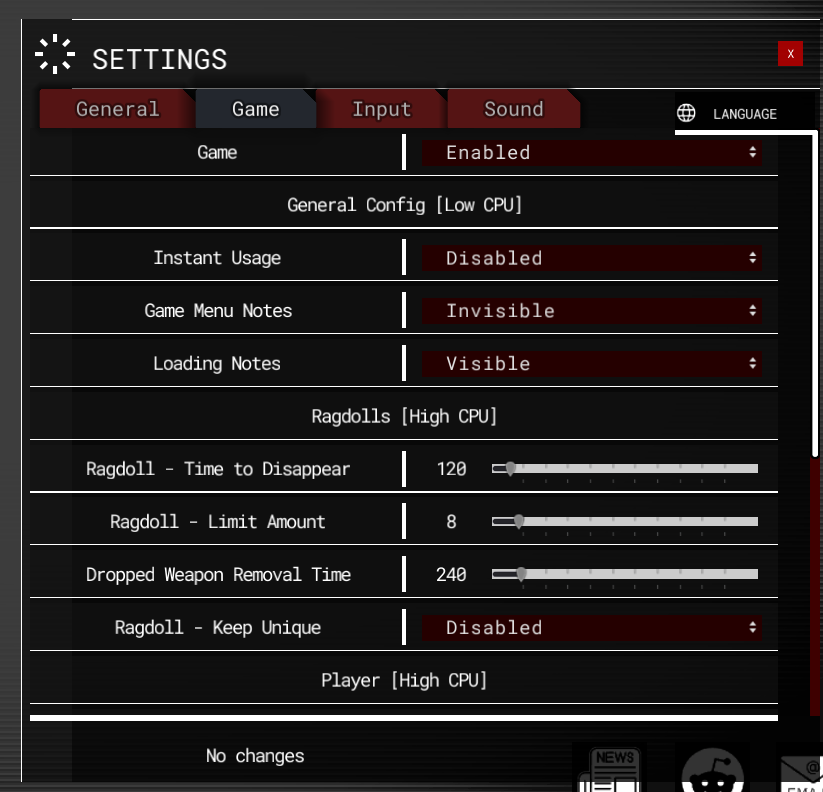 SETTINGS
X
General Game Input Sound
LANGUAGE
Game Enabled
General Config [Low CPU]
Instant Usage Disabled
Game Menu Notes Invisible
Loading Notes Visible
Ragdolls [High CPU]
Ragdoll - Time to Disappear 120
Ragdoll - Limit Amount 8
Dropped Weapon Removal Time 240
Ragdoll - Keep Unique Disabled
Player [High CPU]
No changes
NEWS
@